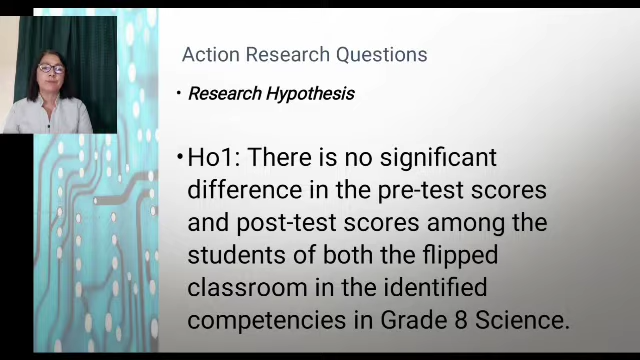 Action Research Questions
• Research Hypothesis
• Ho1: There is no significant
difference in the pre-test scores
and post-test scores among the
students of both the flipped
classroom in the identified
competencies in Grade 8 Science.